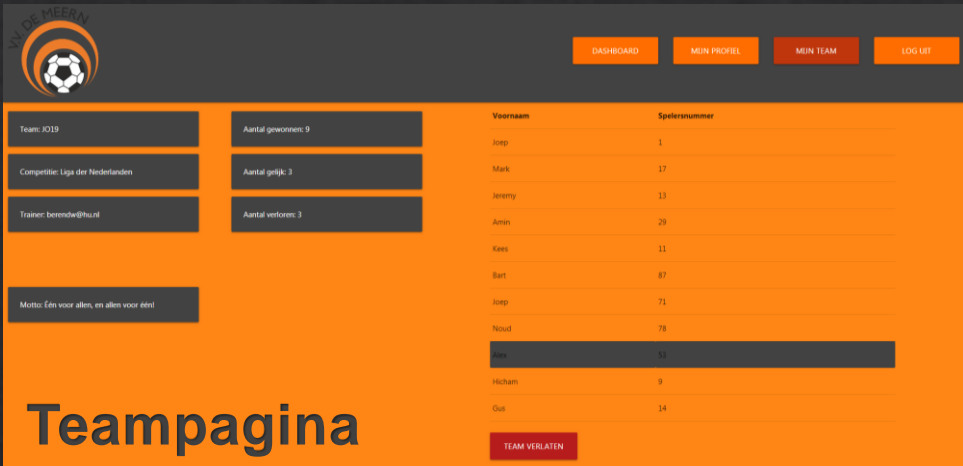 V.V. DE MEERN
DASHBOARD MIJN PROFIEL MIJN TEAM LOG UIT
Team: JO19
Competitie: Liga der Nederlanden
Trainer: berendw@hu.nl
Motto: Één voor allen, en allen voor één!
Aantal gewonnen: 9
Aantal gelijk: 3
Aantal verloren: 3
Voornaam Spelersnummer
Joep 1
Mark 17
Jeremy 13
Amin 29
Kees 11
Bart 87
Joep 71
Noud 78
Alex 53
Hicham 9
Gus 14
TEAM VERLATEN
Teampagina